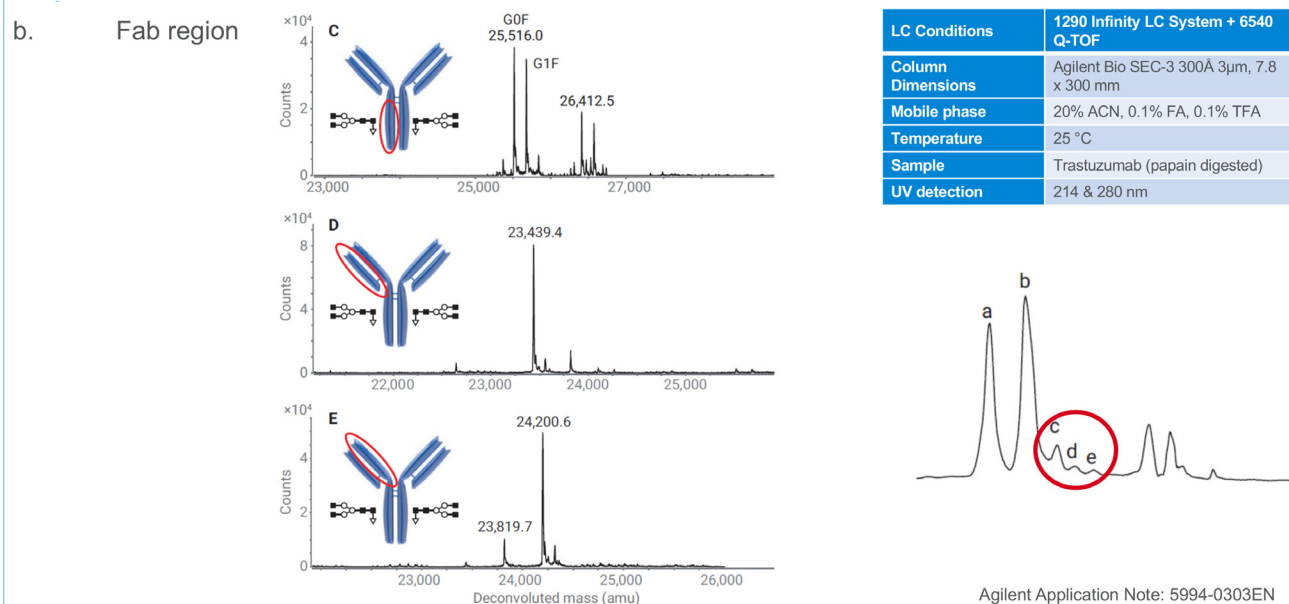 b. Fab region
C
×10⁴
4
2
0
Counts
G0F
25,516.0
G1F
26,412.5
23,000 25,000 27,000
D
×10⁴
8
4
0
Counts
23,439.4
22,000 23,000 24,000 25,000
E
×10⁴
4
2
0
Counts
24,200.6
23,819.7
23,000 24,000 25,000 26,000
Deconvoluted mass (amu)
LC Conditions 1290 Infinity LC System + 6540
Q-TOF
Column Agilent Bio SEC-3 300Å 3μm, 7.8
Dimensions x 300 mm
Mobile phase 20% ACN, 0.1% FA, 0.1% TFA
Temperature 25 °C
Sample Trastuzumab (papain digested)
UV detection 214 & 280 nm
a
b
c
d
e
Agilent Application Note: 5994-0303EN